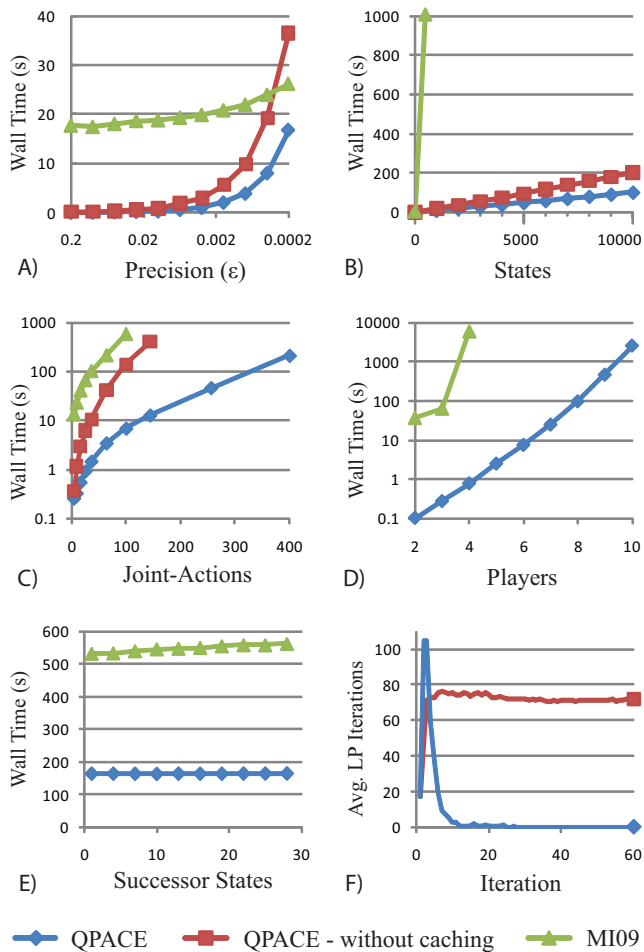 40
30
20
10
0
0.2
0.02
0.002
0.0002
Wall Time (s)
Precision (ε)
A)
1000
800
600
400
200
0
0
5000
10000
Wall Time (s)
States
B)
1000
100
10
1
0.1
0
100
200
300
400
Wall Time (s)
Joint-Actions
C)
10000
1000
100
10
1
0.1
2
4
6
8
10
Wall Time (s)
Players
D)
600
500
400
300
200
100
0
0
10
20
30
Wall Time (s)
Successor States
E)
100
80
60
40
20
0
0
20
40
60
Avg. LP Iterations
Iteration
F)
QPACE
QPACE - without caching
MI09